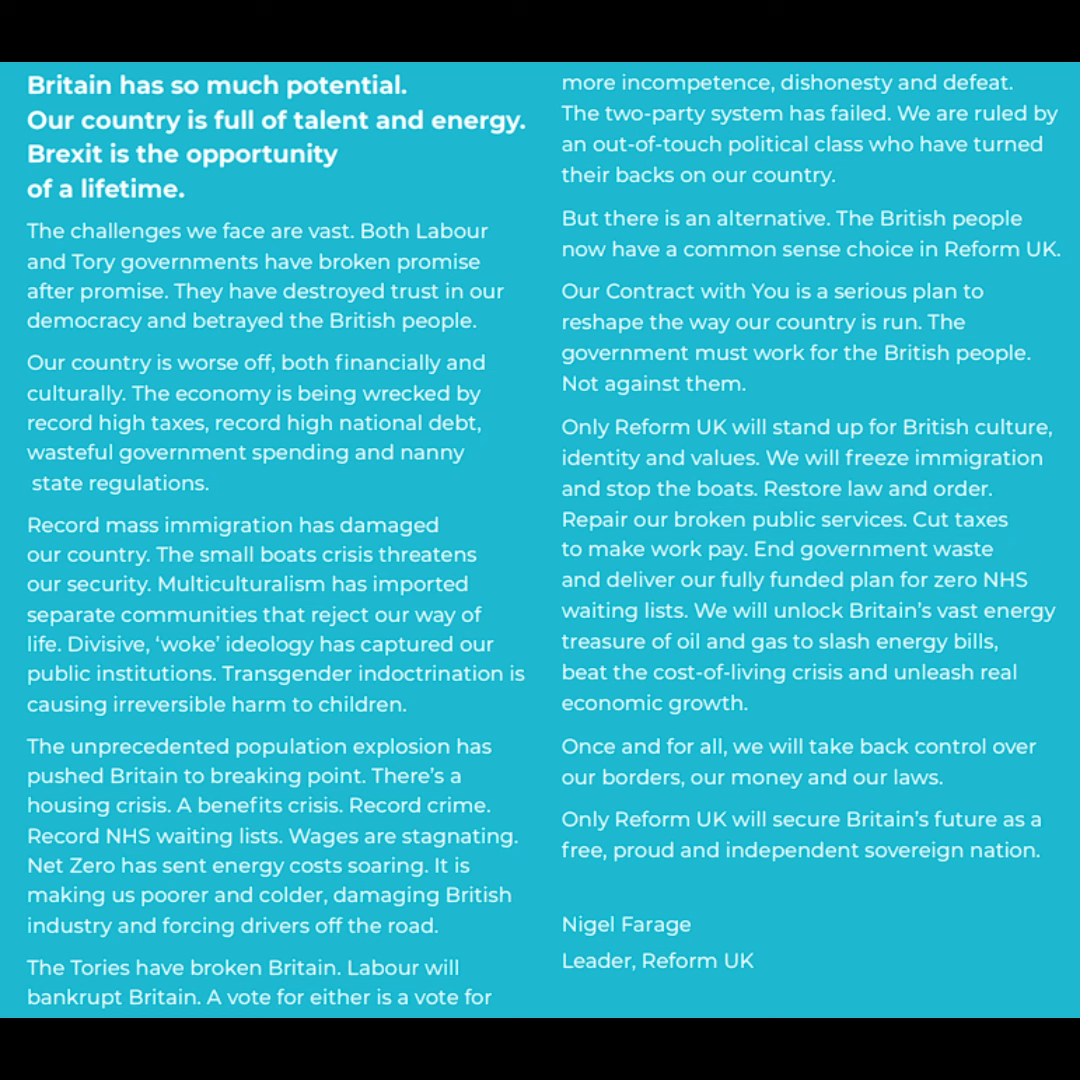 Britain has so much potential.
Our country is full of talent and energy.
Brexit is the opportunity
of a lifetime.
The challenges we face are vast. Both Labour
and Tory governments have broken promise
after promise. They have destroyed trust in our
democracy and betrayed the British people.
Our country is worse off, both financially and
culturally. The economy is being wrecked by
record high taxes, record high national debt,
wasteful government spending and nanny
state regulations.
Record mass immigration has damaged
our country. The small boats crisis threatens
our security. Multiculturalism has imported
separate communities that reject our way of
life. Divisive, ‘woke’ ideology has captured our
public institutions. Transgender indoctrination is
causing irreversible harm to children.
The unprecedented population explosion has
pushed Britain to breaking point. There’s a
housing crisis. A benefits crisis. Record crime.
Record NHS waiting lists. Wages are stagnating.
Net Zero has sent energy costs soaring. It is
making us poorer and colder, damaging British
industry and forcing drivers off the road.
The Tories have broken Britain. Labour will
bankrupt Britain. A vote for either is a vote for
more incompetence, dishonesty and defeat.
The two-party system has failed. We are ruled by
an out-of-touch political class who have turned
their backs on our country.
But there is an alternative. The British people
now have a common sense choice in Reform UK.
Our Contract with You is a serious plan to
reshape the way our country is run. The
government must work for the British people.
Not against them.
Only Reform UK will stand up for British culture,
identity and values. We will freeze immigration
and stop the boats. Restore law and order.
Repair our broken public services. Cut taxes
to make work pay. End government waste
and deliver our fully funded plan for zero NHS
waiting lists. We will unlock Britain’s vast energy
treasure of oil and gas to slash energy bills,
beat the cost-of-living crisis and unleash real
economic growth.
Once and for all, we will take back control over
our borders, our money and our laws.
Only Reform UK will secure Britain’s future as a
free, proud and independent sovereign nation.
Nigel Farage
Leader, Reform UK